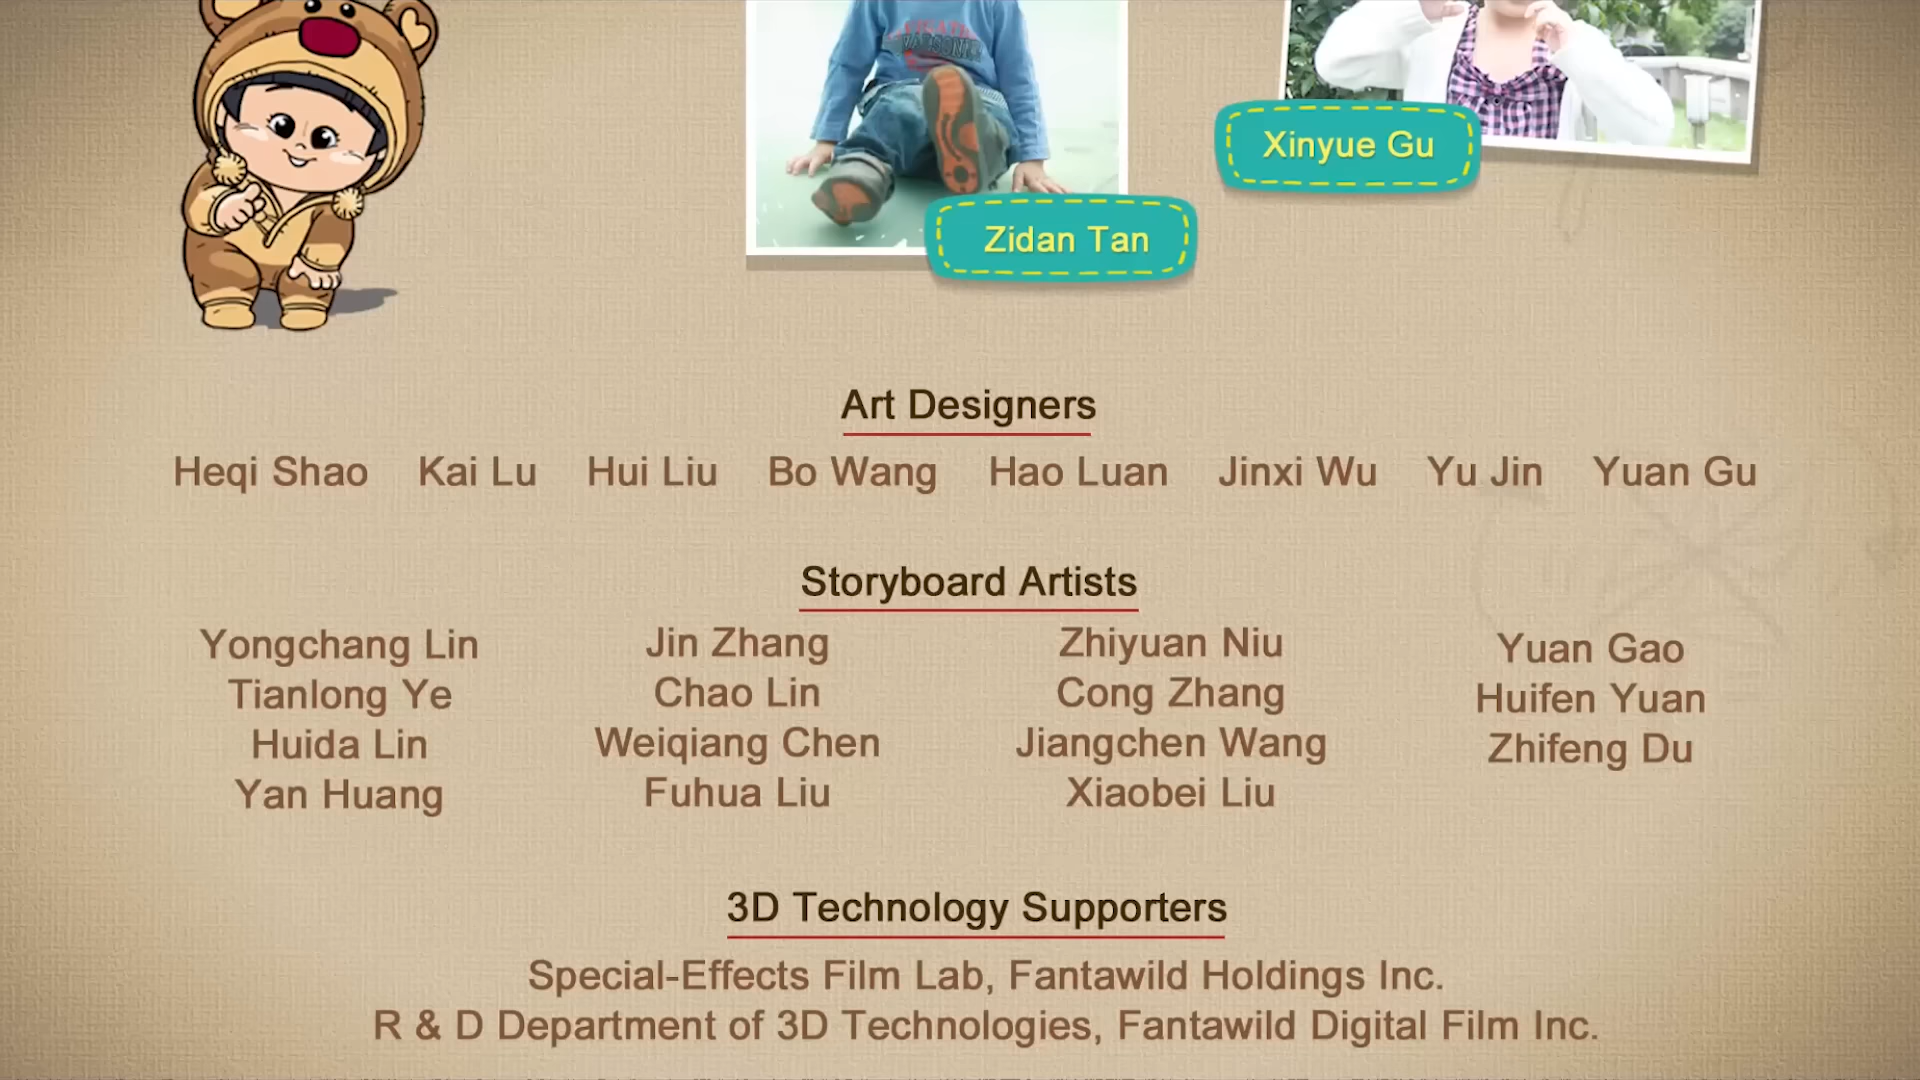 Xinyue Gu
Zidan Tan
Art Designers
Heqi Shao Kai Lu Hui Liu Bo Wang Hao Luan Jinxi Wu Yu Jin Yuan Gu
Storyboard Artists
Yongchang Lin Jin Zhang Zhiyuan Niu Yuan Gao
Tianlong Ye Chao Lin Cong Zhang Huifen Yuan
Huida Lin Weiqiang Chen Jiangchen Wang Zhifeng Du
Yan Huang Fuhua Liu Xiaobei Liu
3D Technology Supporters
Special-Effects Film Lab, Fantawild Holdings Inc.
R & D Department of 3D Technologies, Fantawild Digital Film Inc.